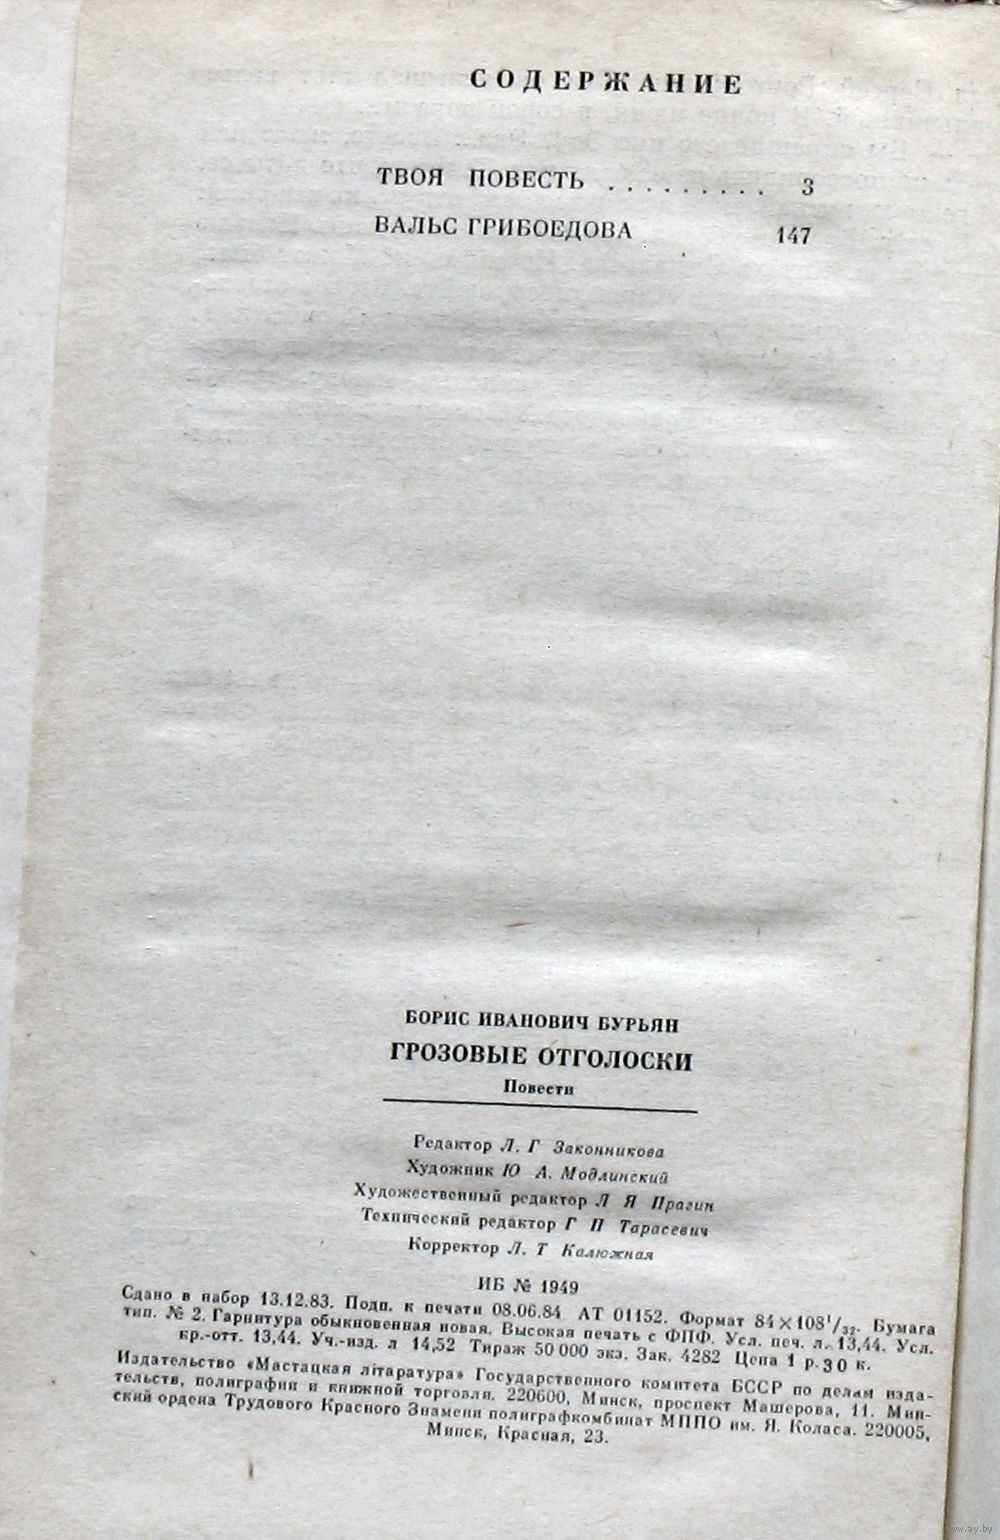 СОДЕРЖАНИЕ
ТВОЯ ПОВЕСТЬ . . . . . . . . . 3
ВАЛЬС ГРИБОЕДОВА 147
БОРИС ИВАНОВИЧ БУРЬЯН
ГРОЗОВЫЕ ОТГОЛОСКИ
Повести
Редактор Л. Г Законникова
Художник Ю А. Модлинский
Художественный редактор Л Я Прагин
Технический редактор Г П Тарасевич
Корректор Л. Т Калюжная
ИБ № 1949
Сдано в набор 13.12.83. Подп. к печати 08.06.84 АТ 01152. Формат 84×108¹/₃₂. Бумага
тип. № 2. Гарнитура обыкновенная новая. Высокая печать с ФПФ. Усл. печ. л. 13,44. Усл.
кр.-отт. 13,44. Уч.-изд. л 14,52 Тираж 50 000 экз. Зак. 4282 Цена 1 р. 30 к.
Издательство «Мастацкая літаратура» Государственного комитета БССР по делам изда-
тельств, полиграфии и книжной торговли. 220600, Минск, проспект Машерова, 11. Мин-
ский ордена Трудового Красного Знамени полиграфкомбинат МППО им. Я. Коласа. 220005,
Минск, Красная, 23.
www.ay.by